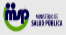 msp MINISTERIO DE
SALUD PÚBLICA